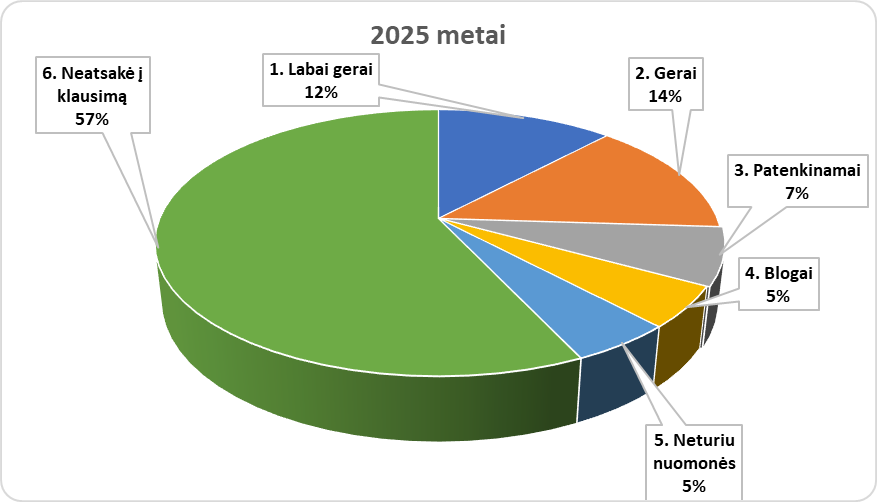 2025 metai
1. Labai gerai
12%
2. Gerai
14%
3. Patenkinamai
7%
4. Blogai
5%
5. Neturiu
nuomonės
5%
6. Neatsakė į
klausimą
57%